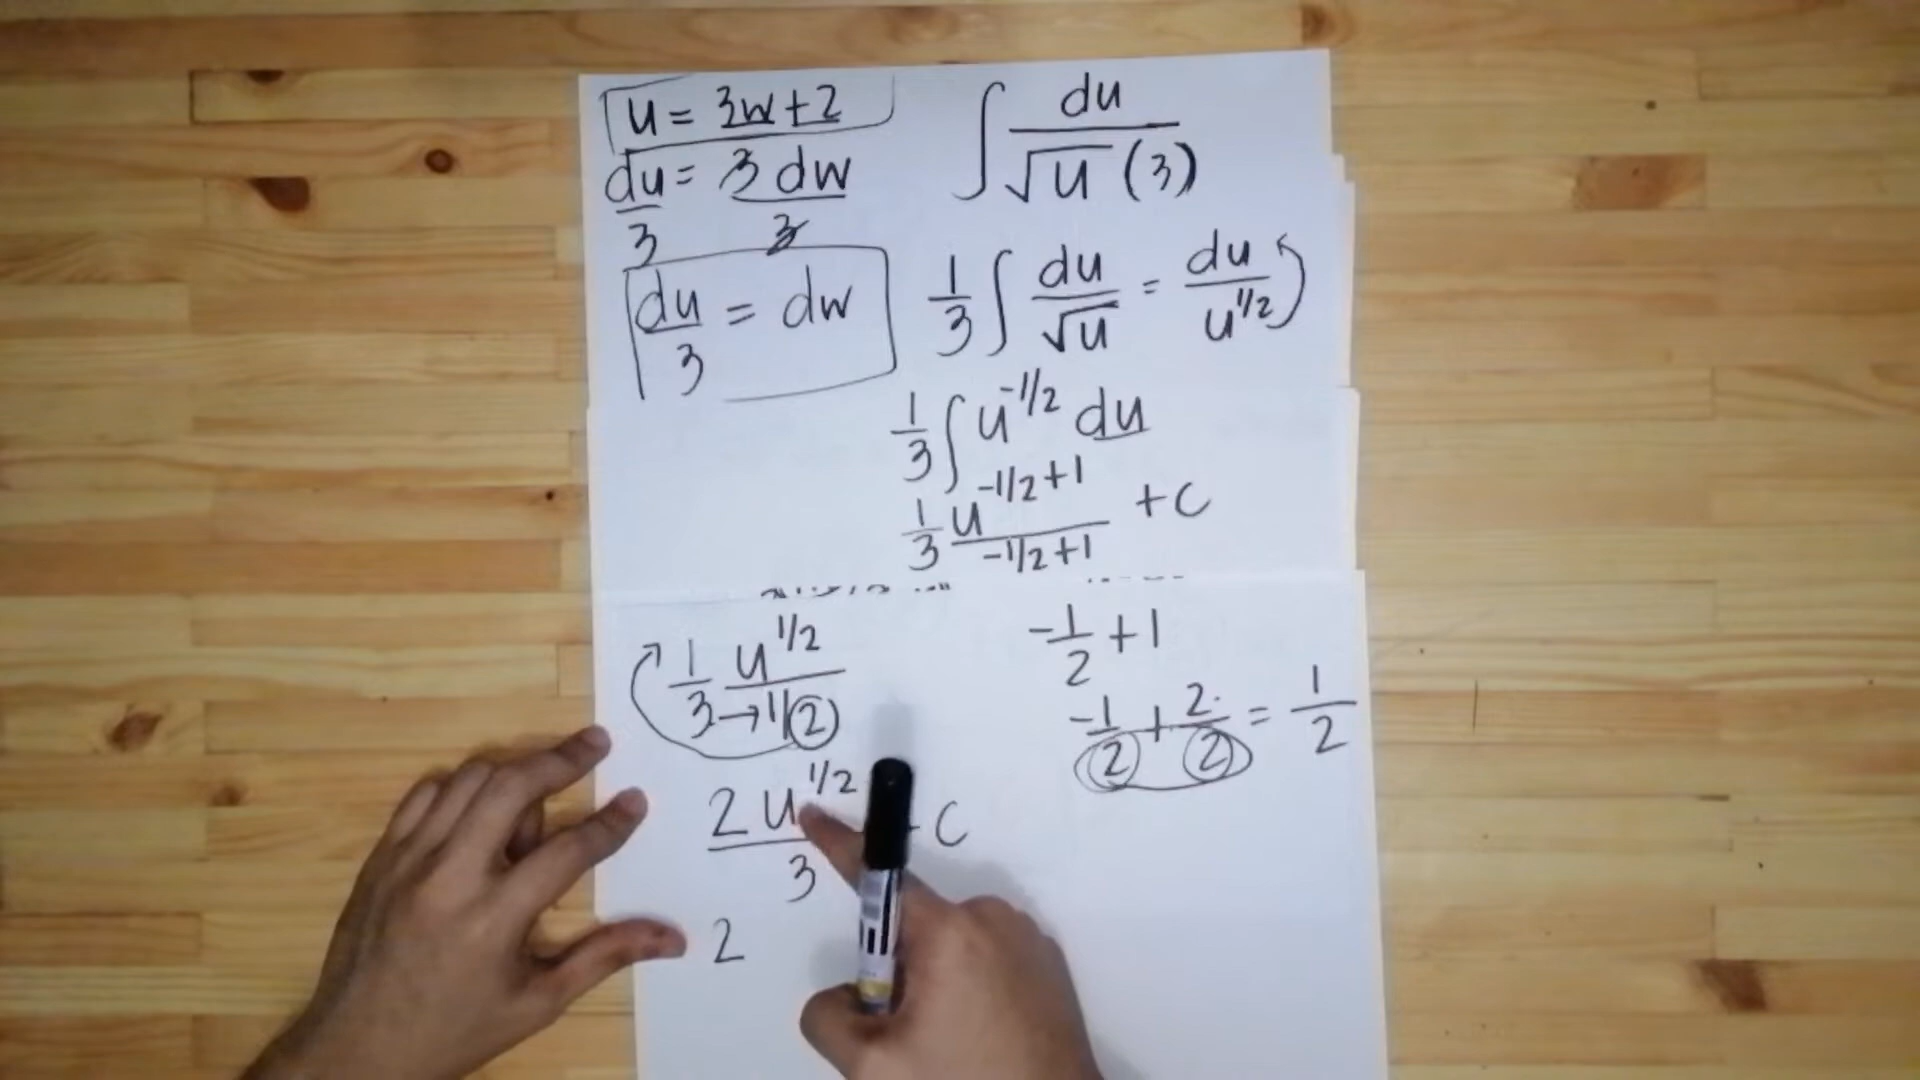 u = 3w+2
du/3 = 3 dw/3
du/3 = dw
∫ du/√u (3)
1/3 ∫ du/√u = du/u^1/2
1/3 ∫ u^-1/2 du
1/3 u^-1/2+1/-1/2+1 + C
1/3 u^1/2/1/2
-1/2 + 1
-1/2 + 2/2 = 1/2
2u^1/2/3 + C
2